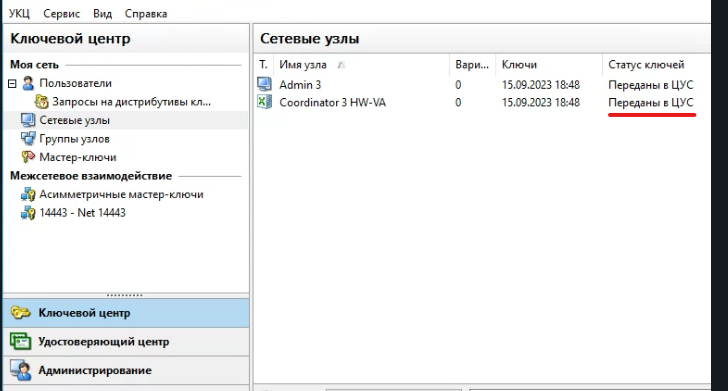 УКЦ Сервис Вид Справка
Ключевой центр
Моя сеть
Пользователи
Запросы на дистрибутивы кл...
Сетевые узлы
Группы узлов
Мастер-ключи
Межсетевое взаимодействие
Асимметричные мастер-ключи
14443 - Net 14443
Ключевой центр
Удостоверяющий центр
Администрирование
Сетевые узлы
Т. Имя узла Вари... Ключи Статус ключей
Admin 3 0 15.09.2023 18:48 Переданы в ЦУС
Coordinator 3 HW-VA 0 15.09.2023 18:48 Переданы в ЦУС